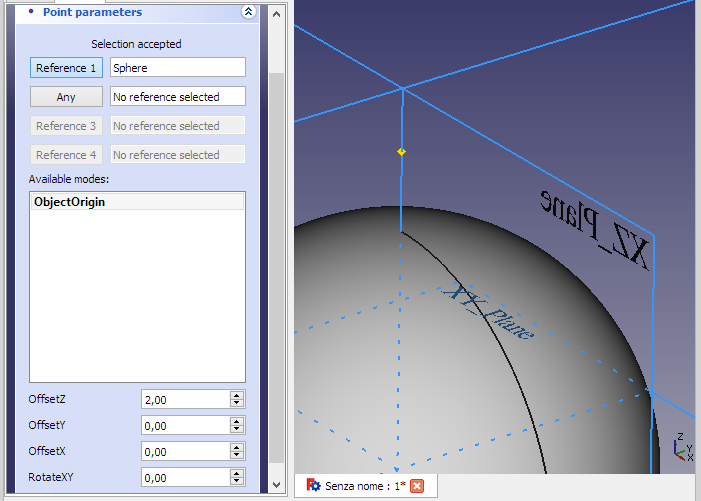 Point parameters
Selection accepted
Reference 1 Sphere
Any No reference selected
Reference 3 No reference selected
Reference 4 No reference selected
Available modes:
ObjectOrigin
OffsetZ 2,00
OffsetY 0,00
OffsetX 0,00
RotateXY 0,00
XZ_Plane
XY_Plane
Z
Y
X
Senza nome : 1*